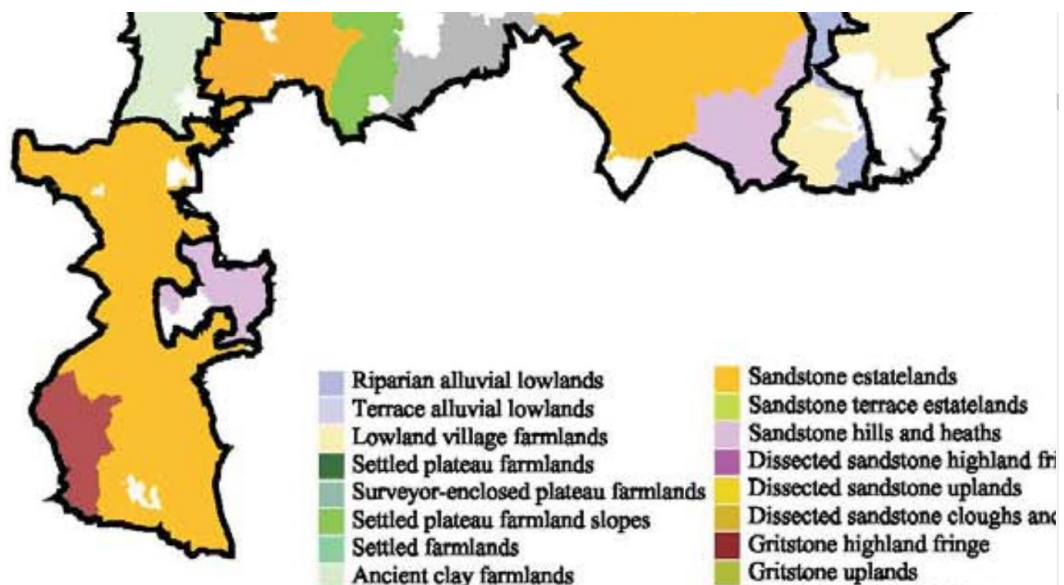 Riparian alluvial lowlands
Terrace alluvial lowlands
Lowland village farmlands
Settled plateau farmlands
Surveyor-enclosed plateau farmlands
Settled plateau farmland slopes
Settled farmlands
Ancient clay farmlands
Sandstone estatelands
Sandstone terrace estatelands
Sandstone hills and heaths
Dissected sandstone highland fri
Dissected sandstone uplands
Dissected sandstone cloughs and
Gritstone highland fringe
Gritstone uplands